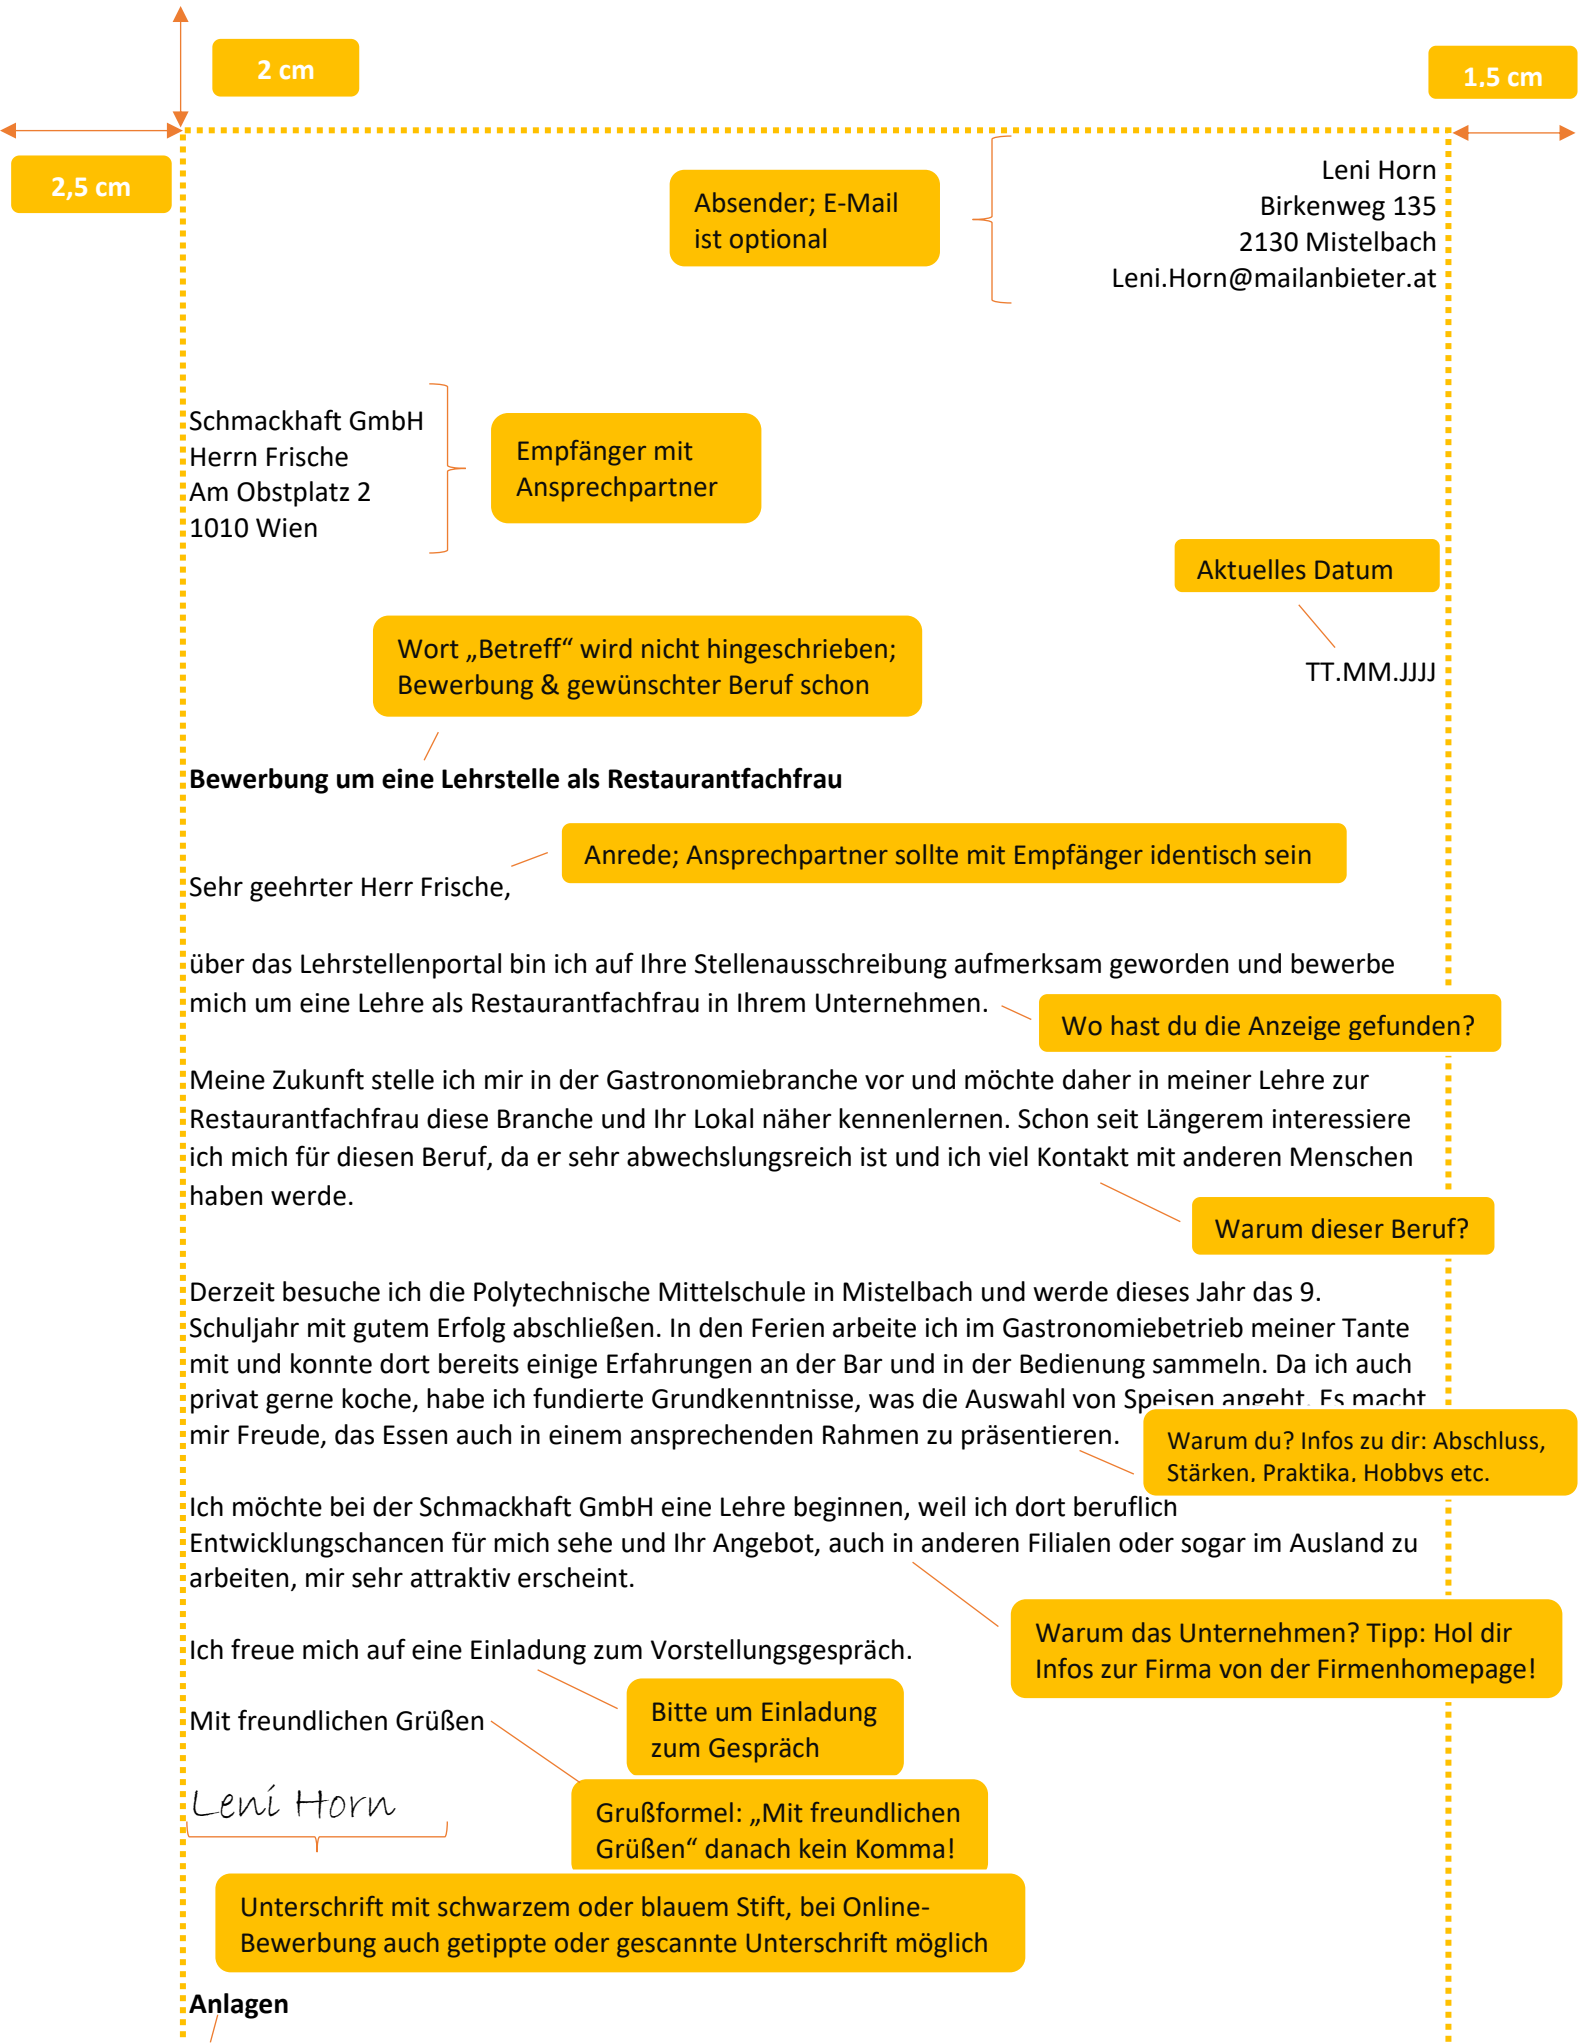 2 cm
1,5 cm
2,5 cm
Absender; E-Mail
ist optional
Leni Horn
Birkenweg 135
2130 Mistelbach
Leni.Horn@mailanbieter.at
Schmackhaft GmbH
Herrn Frische
Am Obstplatz 2
1010 Wien
Empfänger mit
Ansprechpartner
Aktuelles Datum
TT.MM.JJJJ
Wort „Betreff“ wird nicht hingeschrieben;
Bewerbung & gewünschter Beruf schon
Bewerbung um eine Lehrstelle als Restaurantfachfrau
Anrede; Ansprechpartner sollte mit Empfänger identisch sein
Sehr geehrter Herr Frische,
über das Lehrstellenportal bin ich auf Ihre Stellenausschreibung aufmerksam geworden und bewerbe
mich um eine Lehre als Restaurantfachfrau in Ihrem Unternehmen.
Wo hast du die Anzeige gefunden?
Meine Zukunft stelle ich mir in der Gastronomiebranche vor und möchte daher in meiner Lehre zur
Restaurantfachfrau diese Branche und Ihr Lokal näher kennenlernen. Schon seit Längerem interessiere
ich mich für diesen Beruf, da er sehr abwechslungsreich ist und ich viel Kontakt mit anderen Menschen
haben werde.
Warum dieser Beruf?
Derzeit besuche ich die Polytechnische Mittelschule in Mistelbach und werde dieses Jahr das 9.
Schuljahr mit gutem Erfolg abschließen. In den Ferien arbeite ich im Gastronomiebetrieb meiner Tante
mit und konnte dort bereits einige Erfahrungen an der Bar und in der Bedienung sammeln. Da ich auch
privat gerne koche, habe ich fundierte Grundkenntnisse, was die Auswahl von Speisen angeht. Es macht
mir Freude, das Essen auch in einem ansprechenden Rahmen zu präsentieren.
Warum du? Infos zu dir: Abschluss,
Stärken, Praktika, Hobbys etc.
Ich möchte bei der Schmackhaft GmbH eine Lehre beginnen, weil ich dort beruflich
Entwicklungschancen für mich sehe und Ihr Angebot, auch in anderen Filialen oder sogar im Ausland zu
arbeiten, mir sehr attraktiv erscheint.
Warum das Unternehmen? Tipp: Hol dir
Infos zur Firma von der Firmenhomepage!
Ich freue mich auf eine Einladung zum Vorstellungsgespräch.
Bitte um Einladung
zum Gespräch
Mit freundlichen Grüßen
Leni Horn
Grußformel: „Mit freundlichen
Grüßen“ danach kein Komma!
Unterschrift mit schwarzem oder blauem Stift, bei Online-
Bewerbung auch getippte oder gescannte Unterschrift möglich
Anlagen